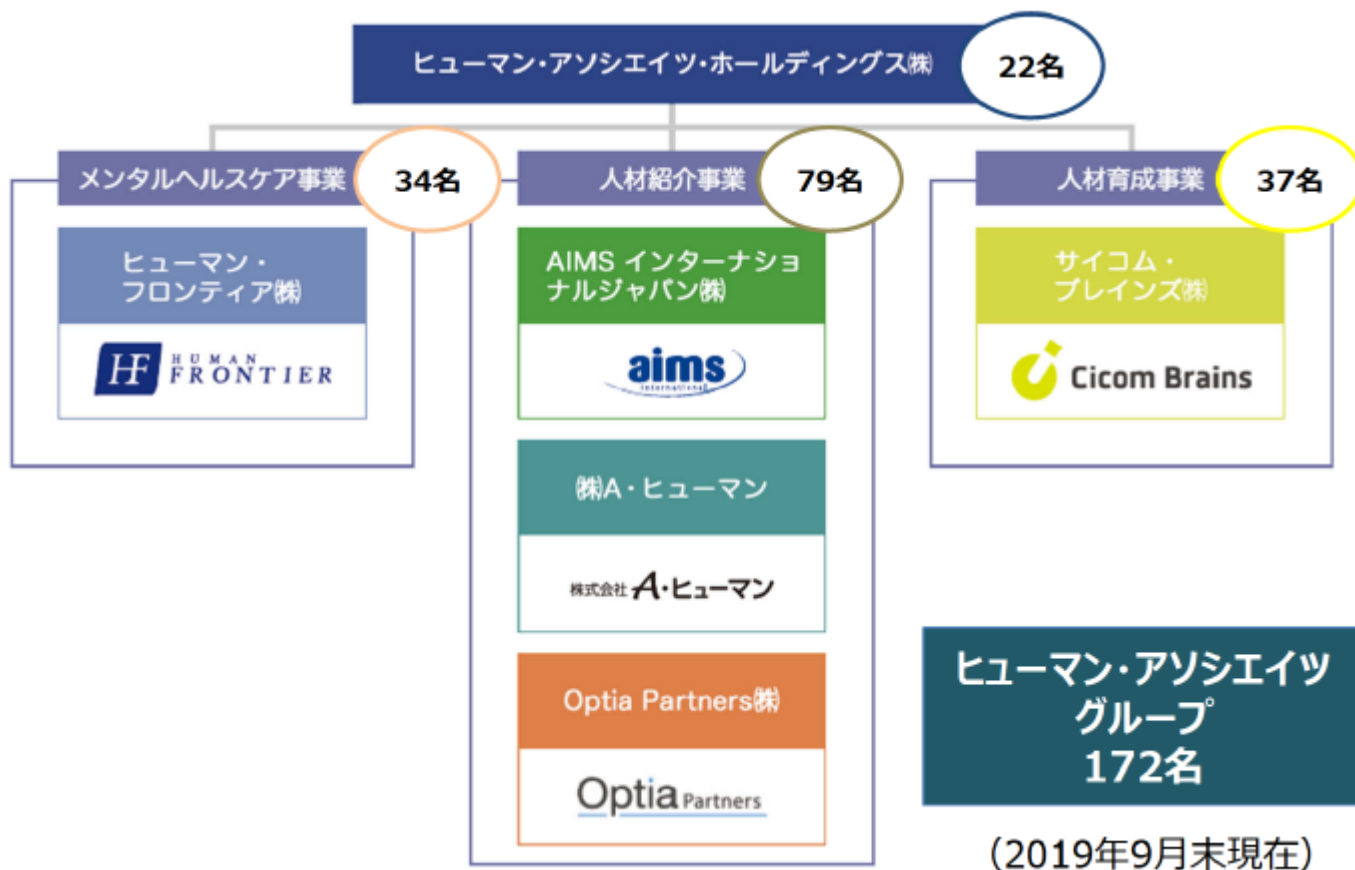 ヒューマン・アソシエイツ・ホールディングス㈱
22名
メンタルヘルスケア事業
34名
ヒューマン・
フロンティア㈱
HF HUMAN
FRONTIER
人材紹介事業
79名
AIMS インターナショ
ナルジャパン㈱
aims
international
㈱A・ヒューマン
株式会社 A・ヒューマン
Optia Partners㈱
Optia Partners
人材育成事業
37名
サイコム・
ブレインズ㈱
Cicom Brains
ヒューマン・アソシエイツ
グループ
172名
（2019年9月末現在）